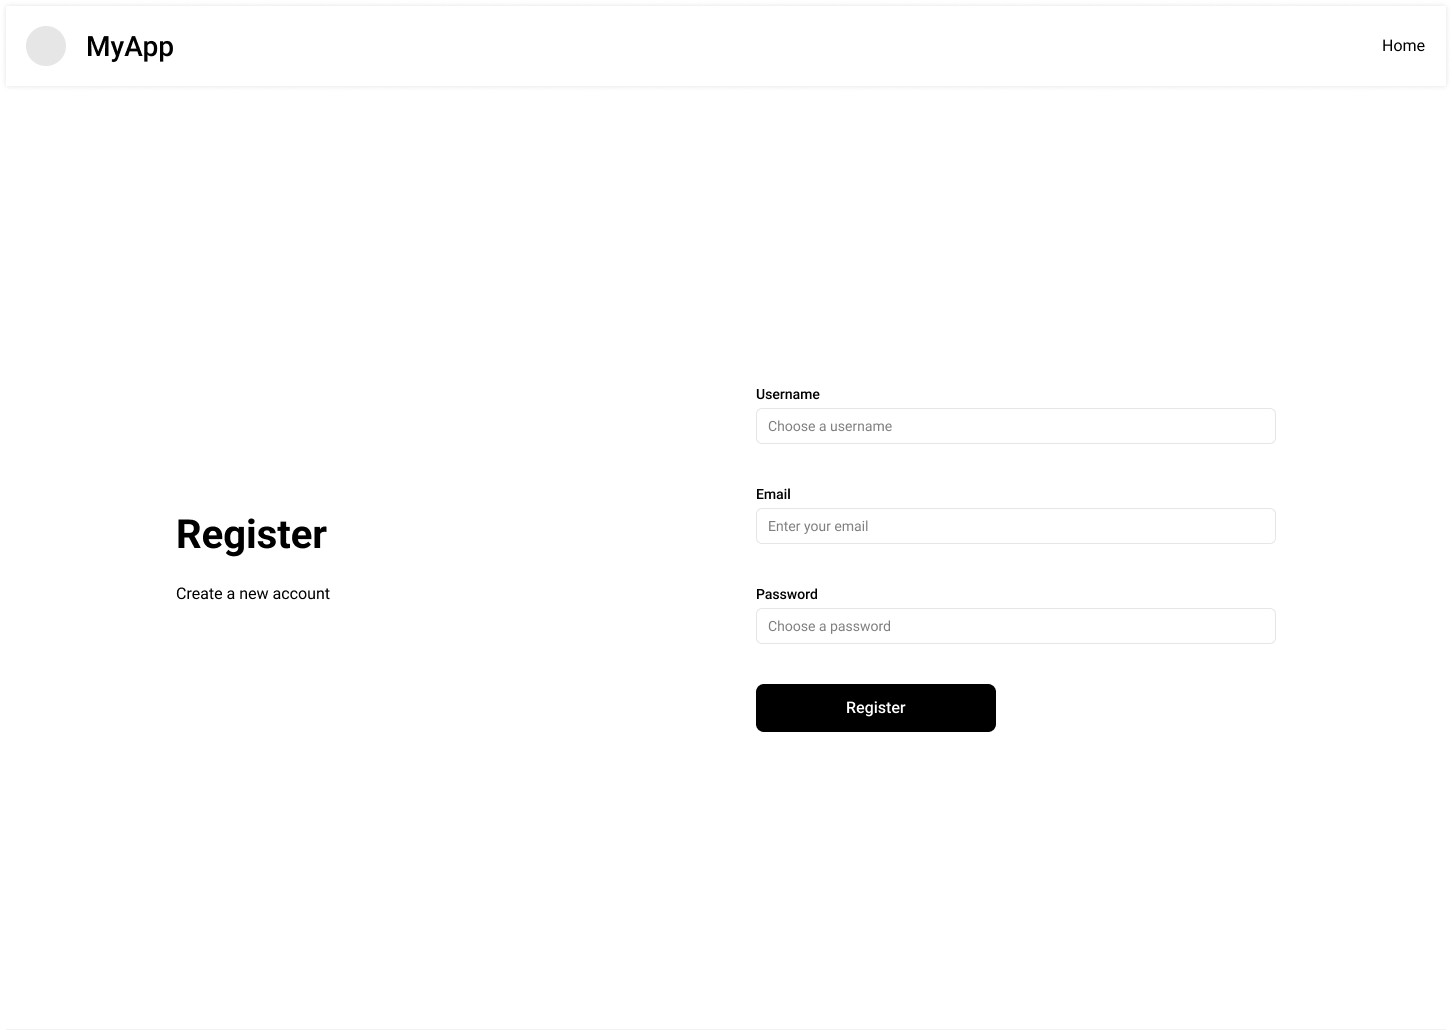 MyApp
Home
Register
Create a new account
Username
Choose a username
Email
Enter your email
Password
Choose a password
Register